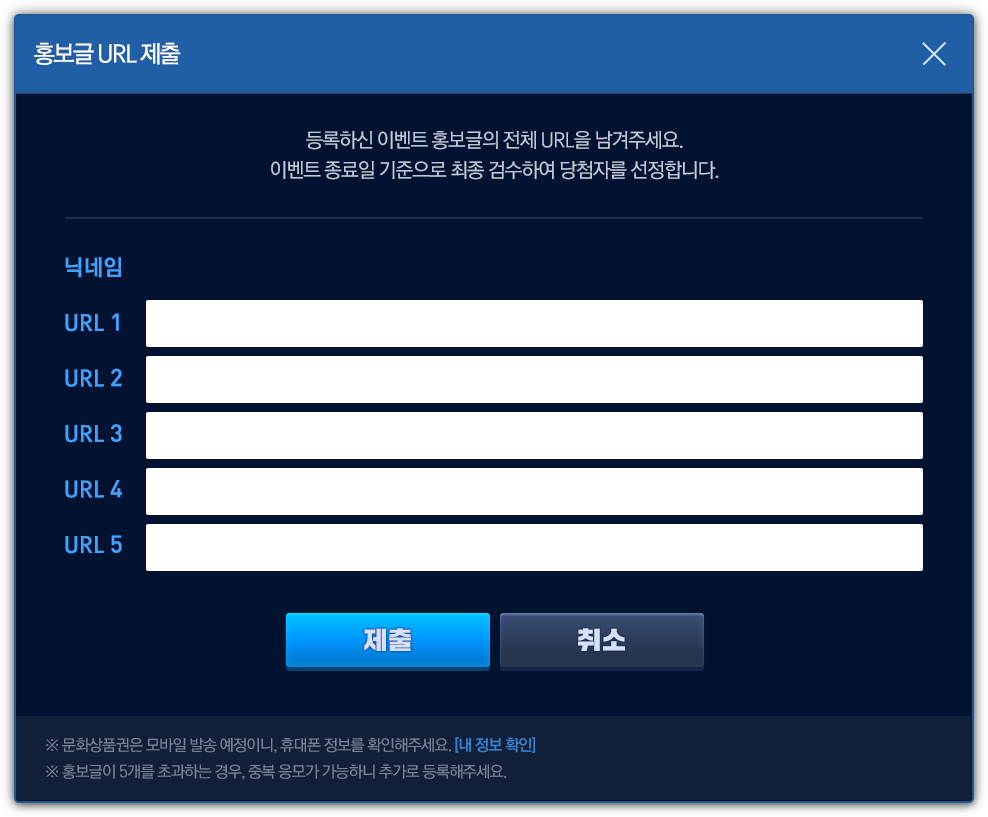 홍보글 URL 제출
등록하신 이벤트 홍보글의 전체 URL을 남겨주세요.
이벤트 종료일 기준으로 최종 검수하여 당첨자를 선정합니다.
닉네임
URL 1
URL 2
URL 3
URL 4
URL 5
제출 취소
※ 문화상품권은 모바일 발송 예정이니, 휴대폰 정보를 확인해주세요. [내 정보 확인]
※ 홍보글이 5개를 초과하는 경우, 중복 응모가 가능하니 추가로 등록해주세요.